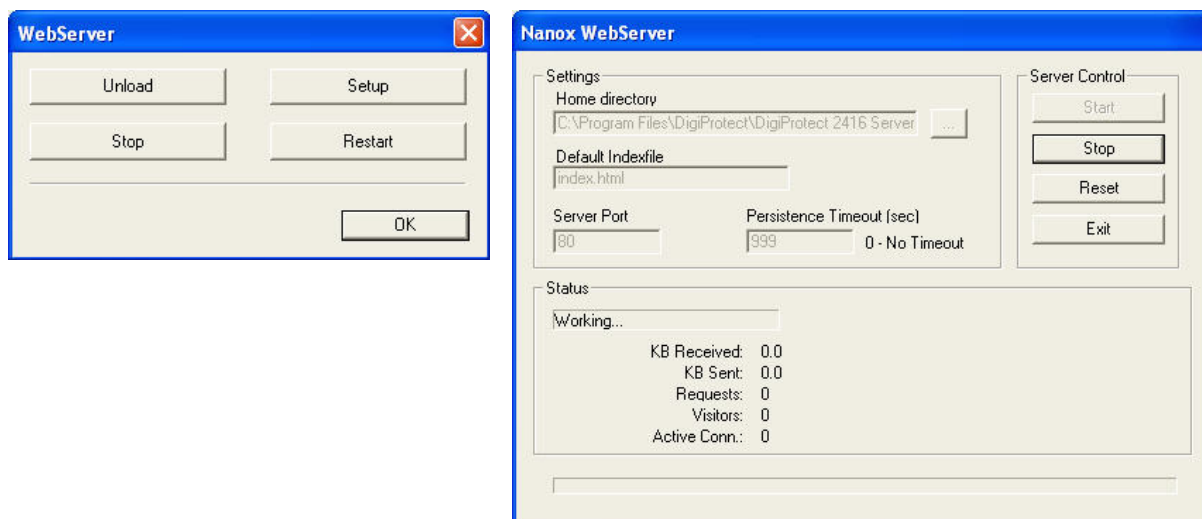 WebServer
Unload
Setup
Stop
Restart
OK
Nanox WebServer
Settings
Home directory
C:\Program Files\DigiProtect\DigiProtect 2416 Server
...
Default Indexfile
index.html
Server Port
Persistence Timeout (sec)
80
999
0 - No Timeout
Server Control
Start
Stop
Reset
Exit
Status
Working...
KB Received: 0.0
KB Sent: 0.0
Requests: 0
Visitors: 0
Active Conn.: 0